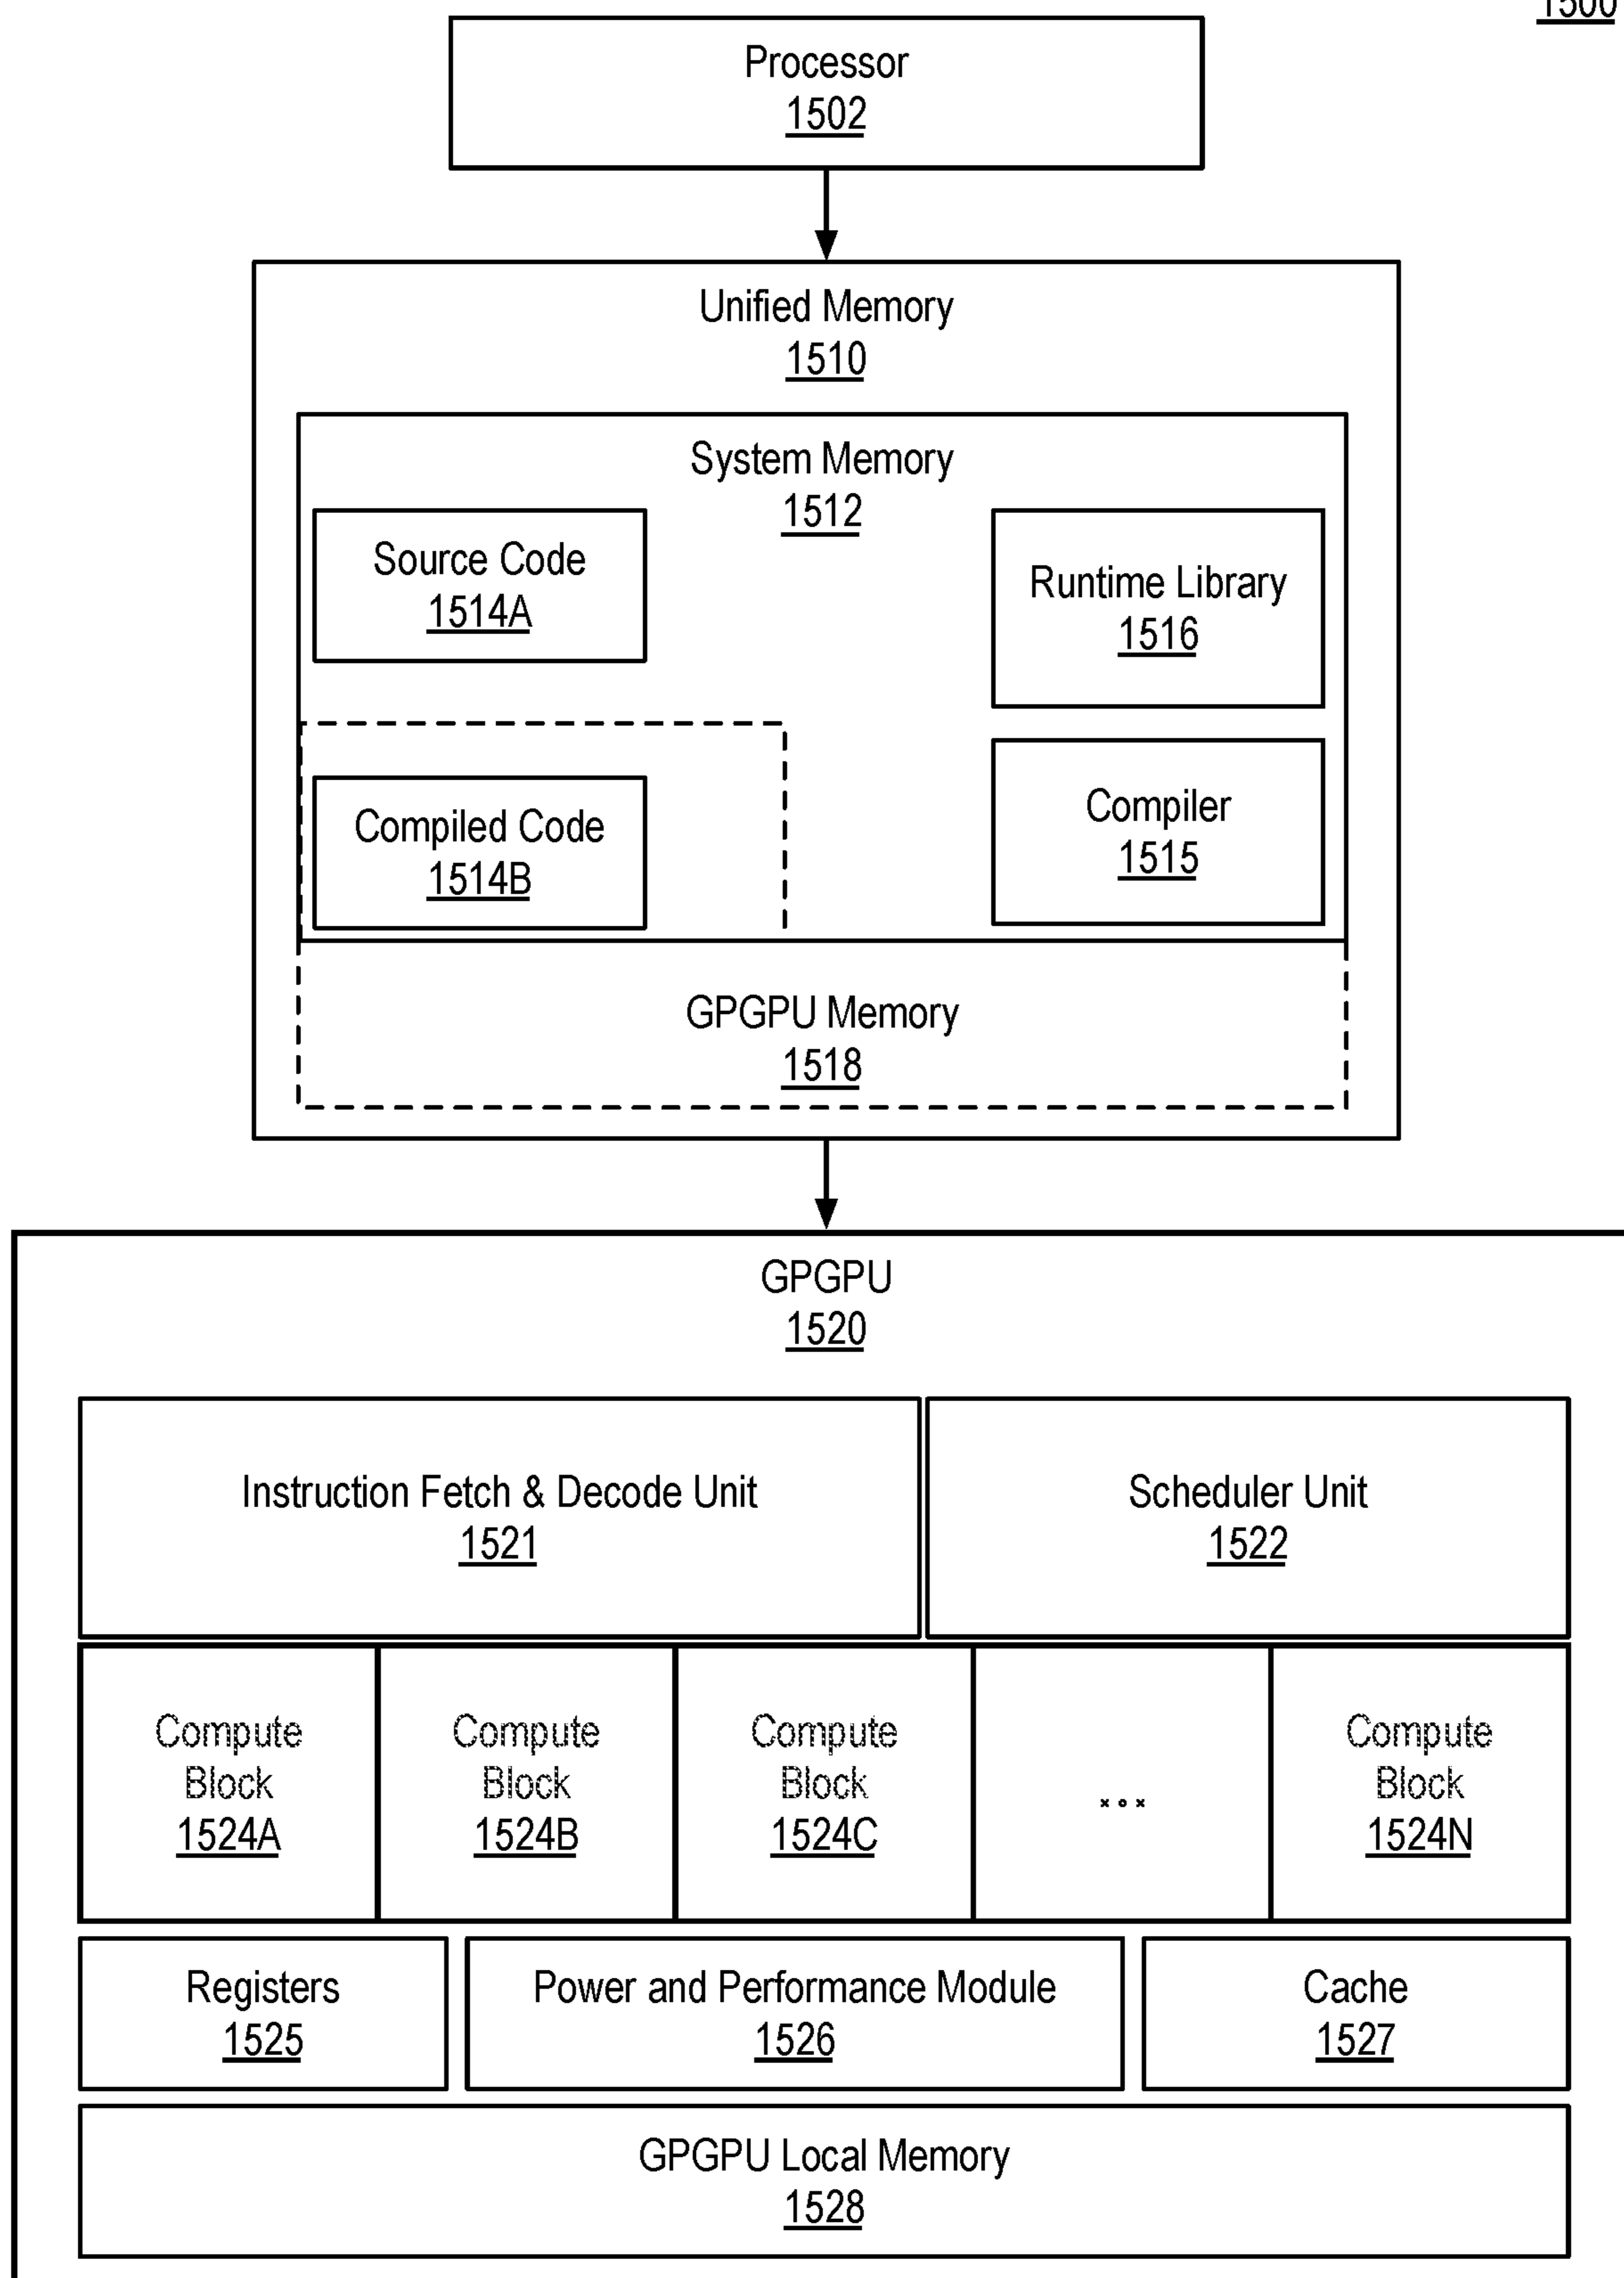 1500
Processor
1502
Unified Memory
1510
System Memory
1512
Source Code
1514A
Runtime Library
1516
Compiled Code
1514B
Compiler
1515
GPGPU Memory
1518
GPGPU
1520
Instruction Fetch & Decode Unit
1521
Scheduler Unit
1522
Compute
Block
1524A
Compute
Block
1524B
Compute
Block
1524C
...
Compute
Block
1524N
Registers
1525
Power and Performance Module
1526
Cache
1527
GPGPU Local Memory
1528